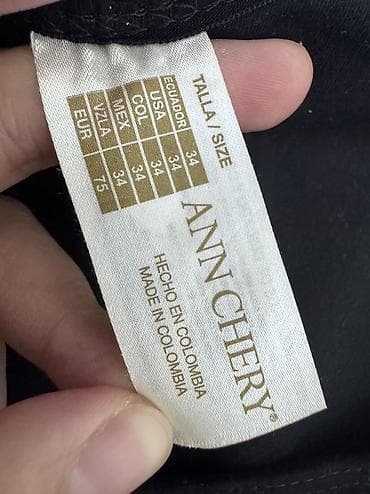 TALLA / SIZE
ECUADOR 34
USA 34
COL 34
MEX 34
VZLA 34
EUR 75
ANN CHERY®
HECHO EN COLOMBIA
MADE IN COLOMBIA